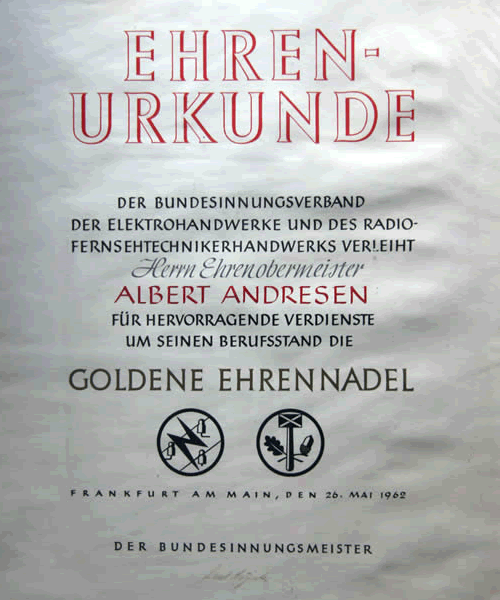 EHREN-
URKUNDE
DER BUNDESINNUNGSVERBAND
DER ELEKTROHANDWERKE UND DES RADIO-
FERNSEHTECHNIKERHANDWERKS VERLEIHT
Herrn Ehrenobermeister
ALBERT ANDRESEN
FÜR HERVORRAGENDE VERDIENSTE
UM SEINEN BERUFSSTAND DIE
GOLDENE EHRENNADEL
FRANKFURT AM MAIN, DEN 26. MAI 1962
DER BUNDESINNUNGSMEISTER